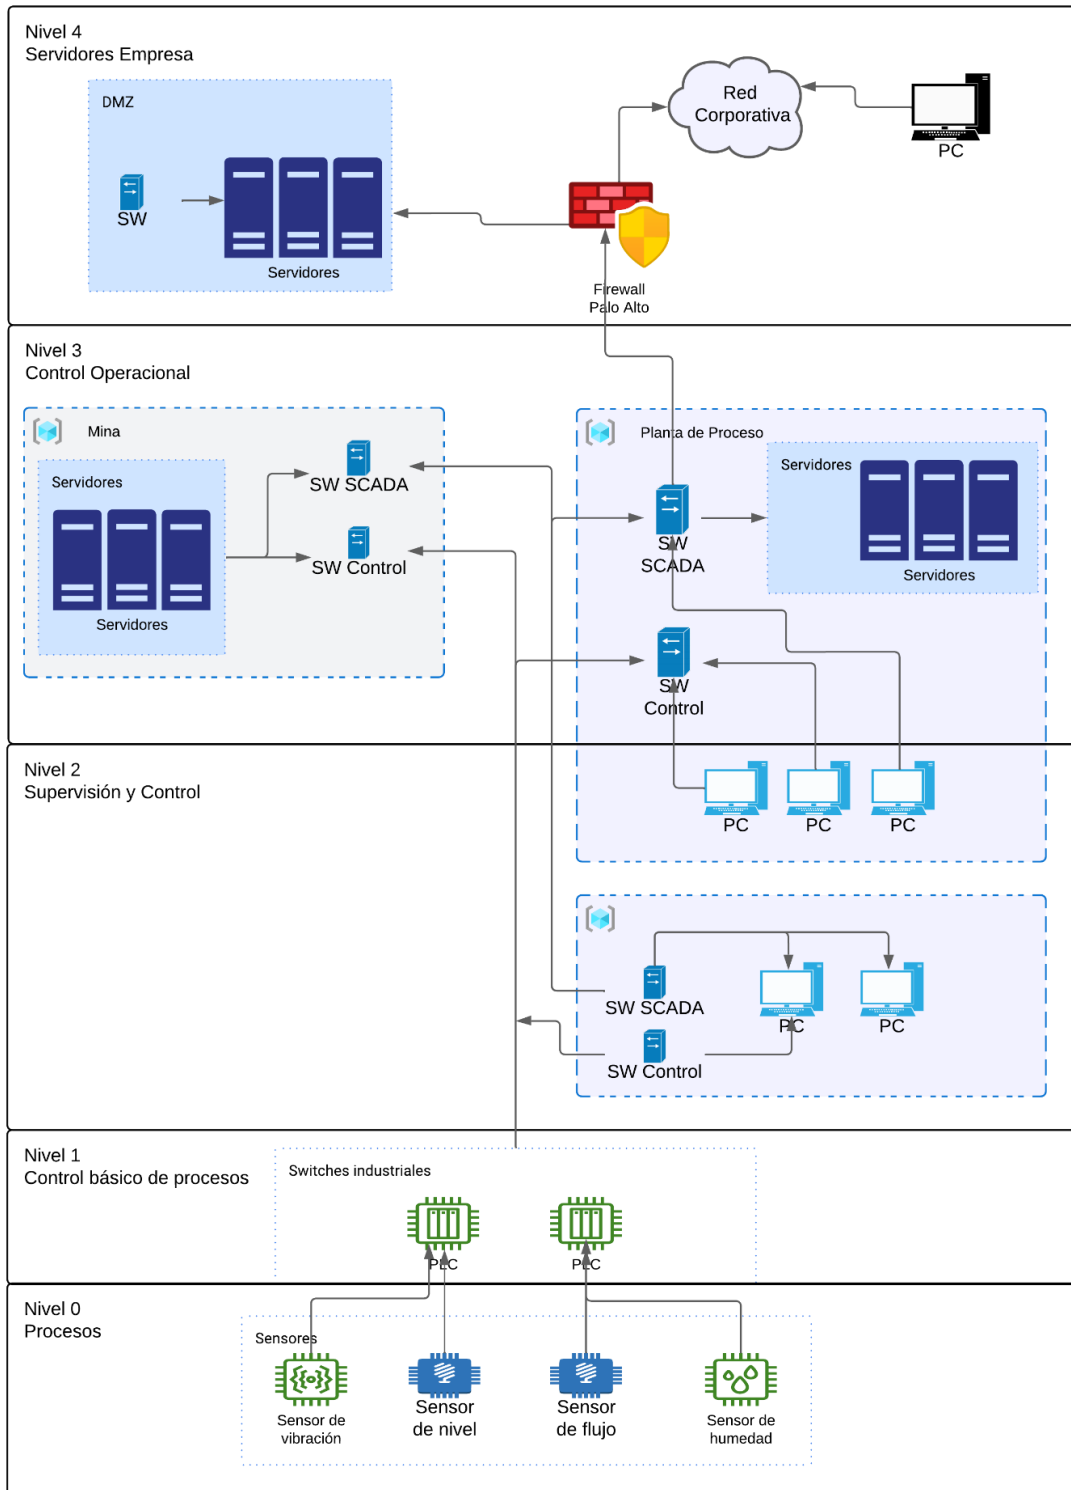 Nivel 4
Servidores Empresa
DMZ
SW
Servidores
Red
Corporativa
PC
Firewall
Palo Alto
Nivel 3
Control Operacional
Mina
Servidores
Servidores
SW SCADA
SW Control
Planta de Proceso
Servidores
Servidores
SW
SCADA
SW
Control
Nivel 2
Supervisión y Control
PC
PC
PC
SW SCADA
SW Control
PC
PC
Nivel 1
Control básico de procesos
Switches industriales
PLC
PLC
Nivel 0
Procesos
Sensores
Sensor de
vibración
Sensor
de nivel
Sensor
de flujo
Sensor de
humedad